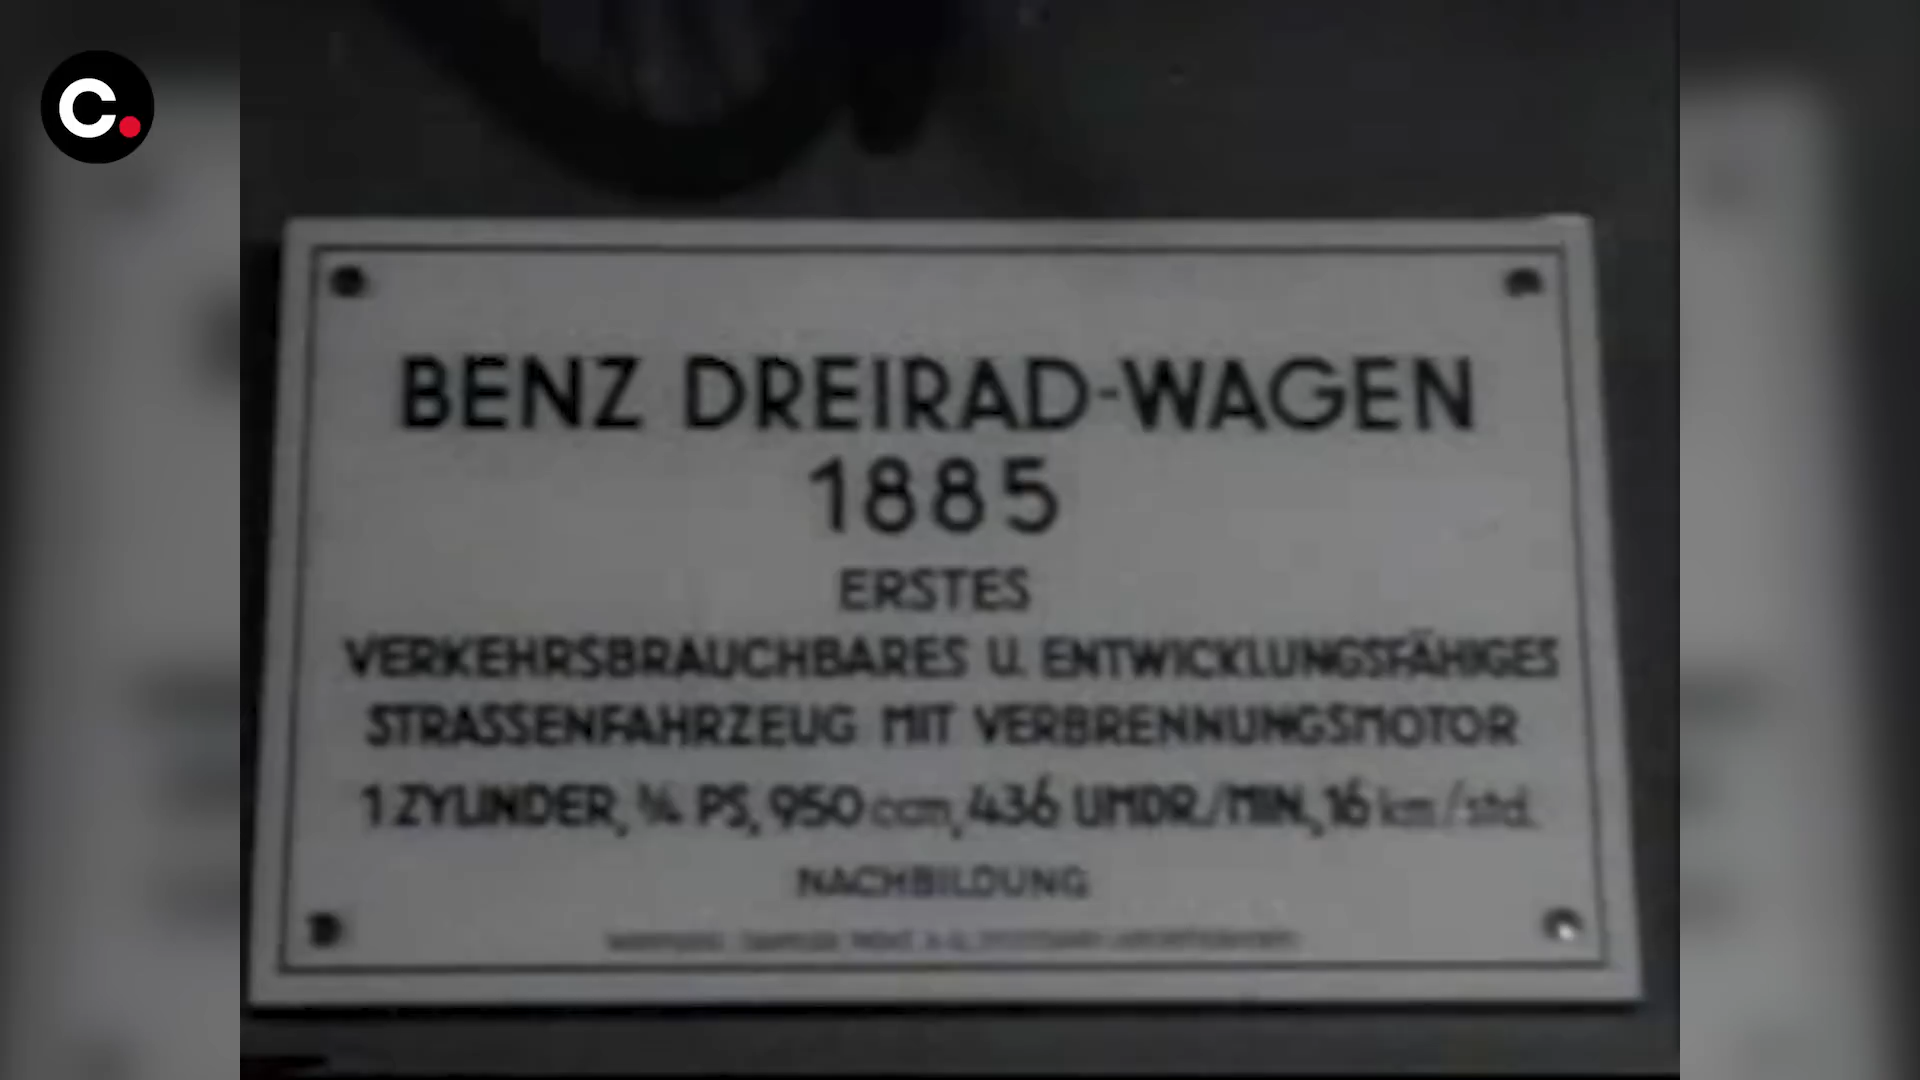 C.
BENZ DREIRAD-WAGEN
1885
ERSTES
VERKEHRSBRAUCHBARES U. ENTWICKLUNGSFÄHIGES
STRASSENFAHRZEUG MIT VERBRENNUNGSMOTOR
1 ZYLINDER, ¾ PS, 950 ccm, 436 UMDR./MIN., 16 km/std.
NACHBILDUNG